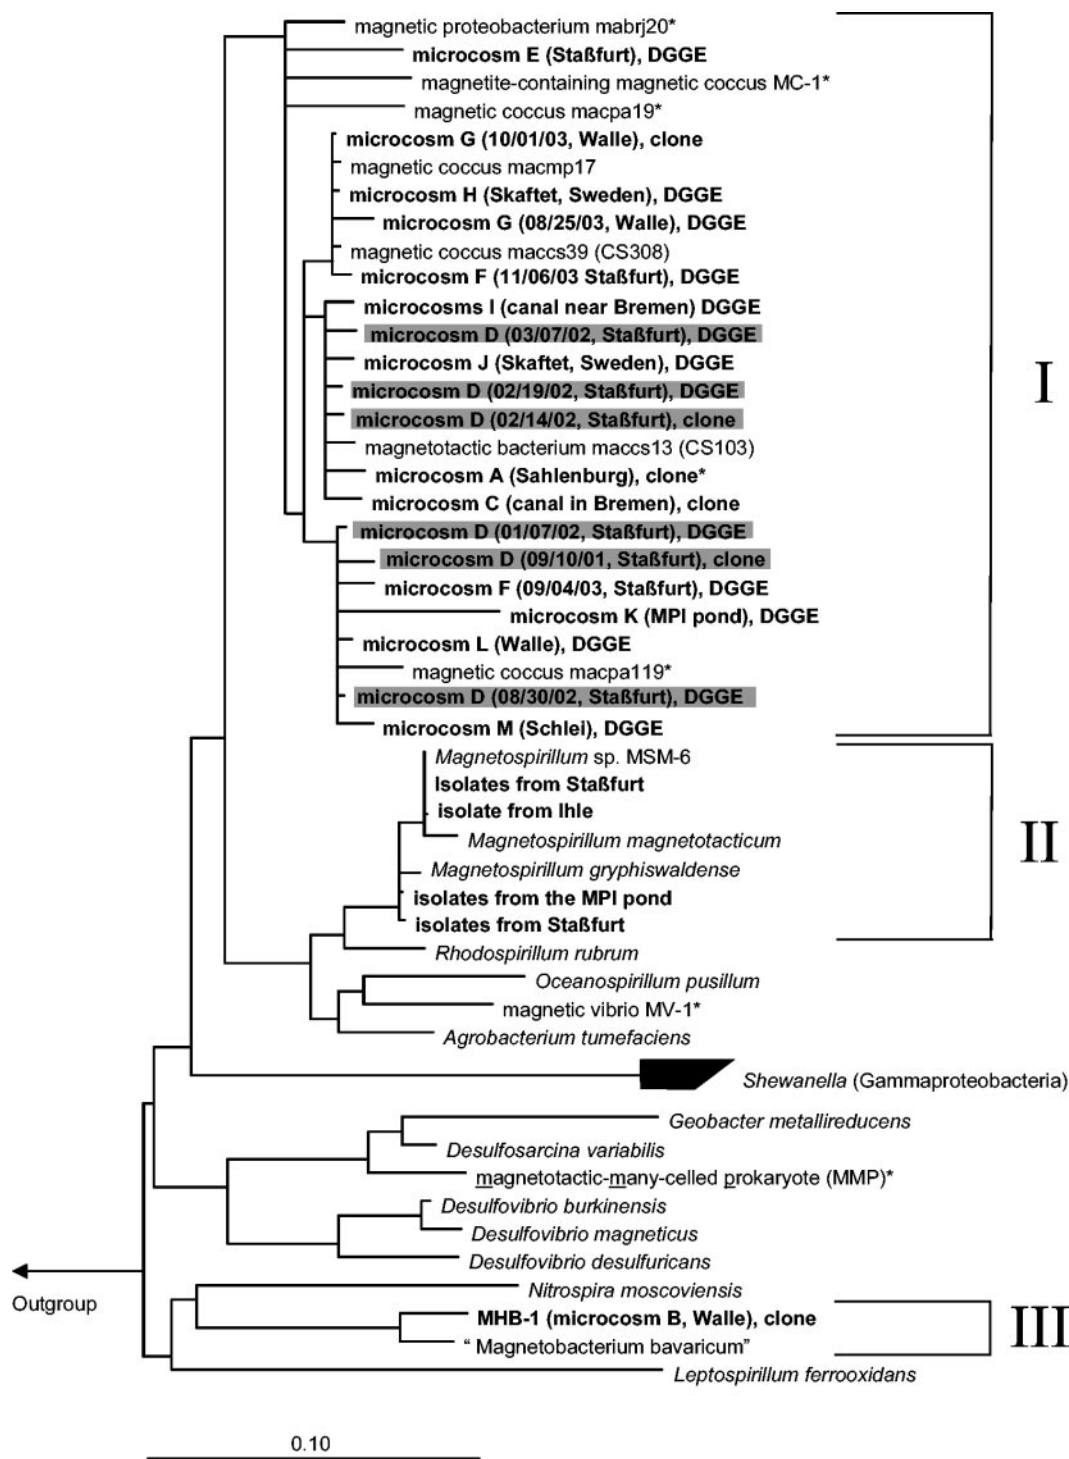 magnetic proteobacterium mabrj20*
microcosm E (Staßfurt), DGGE
magnetite-containing magnetic coccus MC-1*
magnetic coccus macpa19*
microcosm G (10/01/03, Walle), clone
magnetic coccus macmp17
microcosm H (Skaftet, Sweden), DGGE
microcosm G (08/25/03, Walle), DGGE
magnetic coccus maccs39 (CS308)
microcosm F (11/06/03 Staßfurt), DGGE
microcosms I (canal near Bremen) DGGE
microcosm D (03/07/02, Staßfurt), DGGE
microcosm J (Skaftet, Sweden), DGGE
I
microcosm D (02/19/02, Staßfurt), DGGE
microcosm D (02/14/02, Staßfurt), clone
magnetotactic bacterium maccs13 (CS103)
microcosm A (Sahlenburg), clone*
microcosm C (canal in Bremen), clone
microcosm D (01/07/02, Staßfurt), DGGE
microcosm D (09/10/01, Staßfurt), clone
microcosm F (09/04/03, Staßfurt), DGGE
microcosm K (MPI pond), DGGE
microcosm L (Walle), DGGE
magnetic coccus macpa119*
microcosm D (08/30/02, Staßfurt), DGGE
microcosm M (Schlei), DGGE
Magnetospirillum sp. MSM-6
Isolates from Staßfurt
isolate from Ihle
Magnetospirillum magnetotacticum
II
Magnetospirillum gryphiswaldense
isolates from the MPI pond
isolates from Staßfurt
Rhodospirillum rubrum
Oceanospirillum pusillum
magnetic vibrio MV-1*
Agrobacterium tumefaciens
Shewanella (Gammaproteobacteria)
Geobacter metallireducens
Desulfosarcina variabilis
magnetotactic-many-celled prokaryote (MMP)*
Desulfovibrio burkinensis
Desulfovibrio magneticus
Desulfovibrio desulfuricans
Nitrospira moscoviensis
Outgroup
MHB-1 (microcosm B, Walle), clone
III
“ Magnetobacterium bavaricum”
Leptospirillum ferrooxidans
0.10